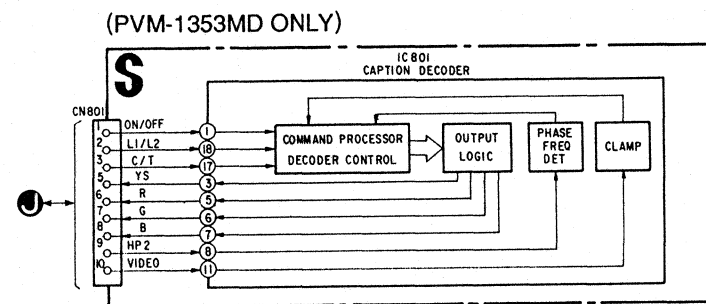 (PVM-1353MD ONLY)
S
IC801
CAPTION DECODER
CN801
1 ON/OFF 1
2 L1/L2 18
3 C/T 17
5 YS 3
6 R 5
7 G 6
8 B 7
9 HP2 8
10 VIDEO 11
J
COMMAND PROCESSOR
DECODER CONTROL
OUTPUT
LOGIC
PHASE
FREQ
DET
CLAMP